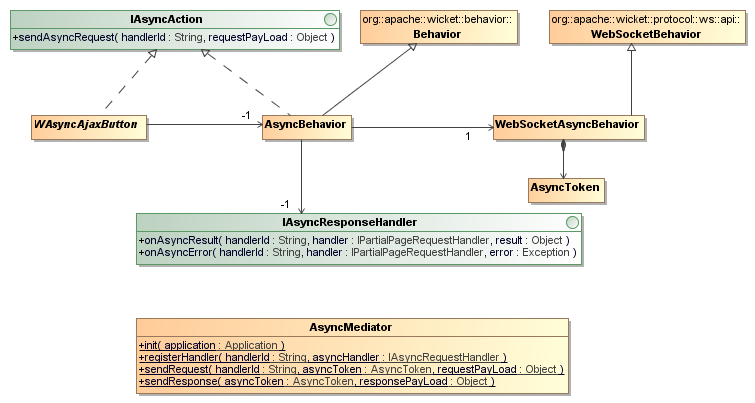 IAsyncAction
+sendAsyncRequest( handlerId : String, requestPayLoad : Object )
org::apache::wicket::behavior::
Behavior
org::apache::wicket::protocol::ws::api::
WebSocketBehavior
WAsyncAjaxButton
-1
AsyncBehavior
1
WebSocketAsyncBehavior
AsyncToken
-1
IAsyncResponseHandler
+onAsyncResult( handlerId : String, handler : IPartialPageRequestHandler, result : Object )
+onAsyncError( handlerId : String, handler : IPartialPageRequestHandler, error : Exception )
AsyncMediator
+init( application : Application )
+registerHandler( handlerId : String, asyncHandler : IAsyncRequestHandler )
+sendRequest( handlerId : String, asyncToken : AsyncToken, requestPayLoad : Object )
+sendResponse( asyncToken : AsyncToken, responsePayLoad : Object )